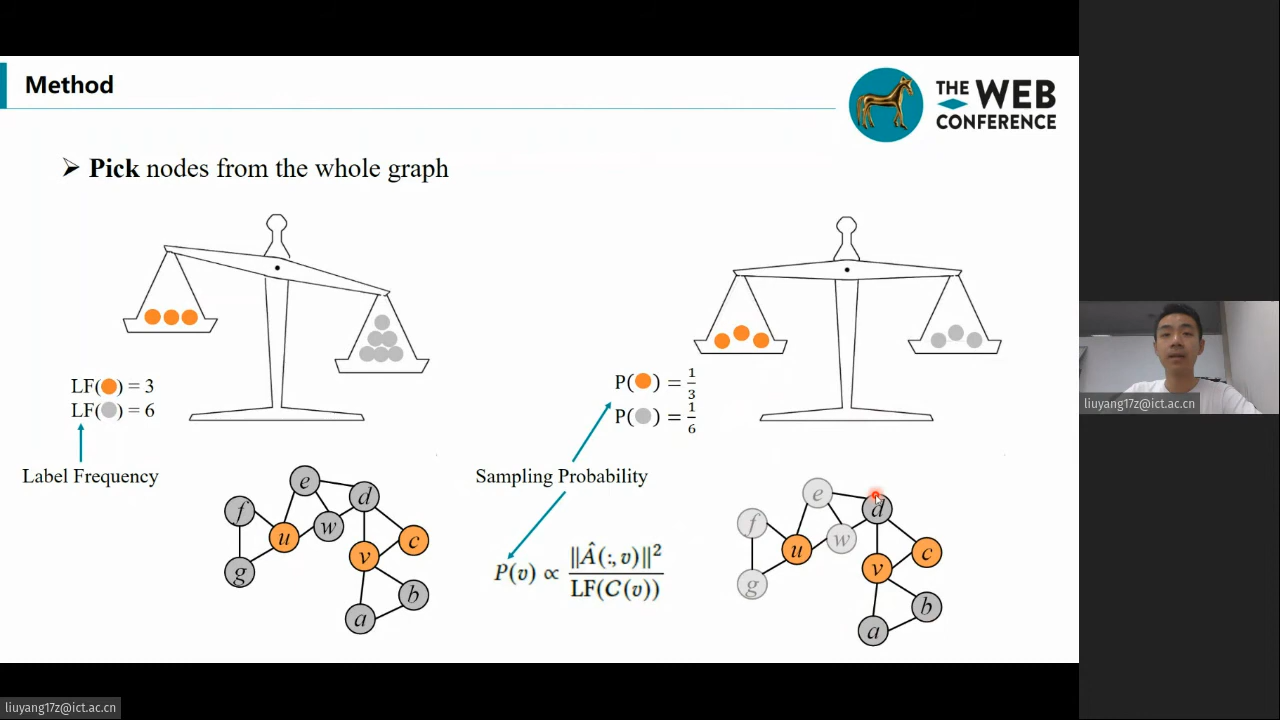 Method
THE WEB
CONFERENCE
➢ Pick nodes from the whole graph
LF( ) = 3
LF( ) = 6
Label Frequency
P( ) = 1/3
P( ) = 1/6
Sampling Probability
P(v) ∝ ||Â(:, v)||² / LF(C(v))
e
d
f
w
u
c
v
g
b
a
e
d
f
w
u
c
v
g
b
a
liuyang17z@ict.ac.cn
liuyang17z@ict.ac.cn